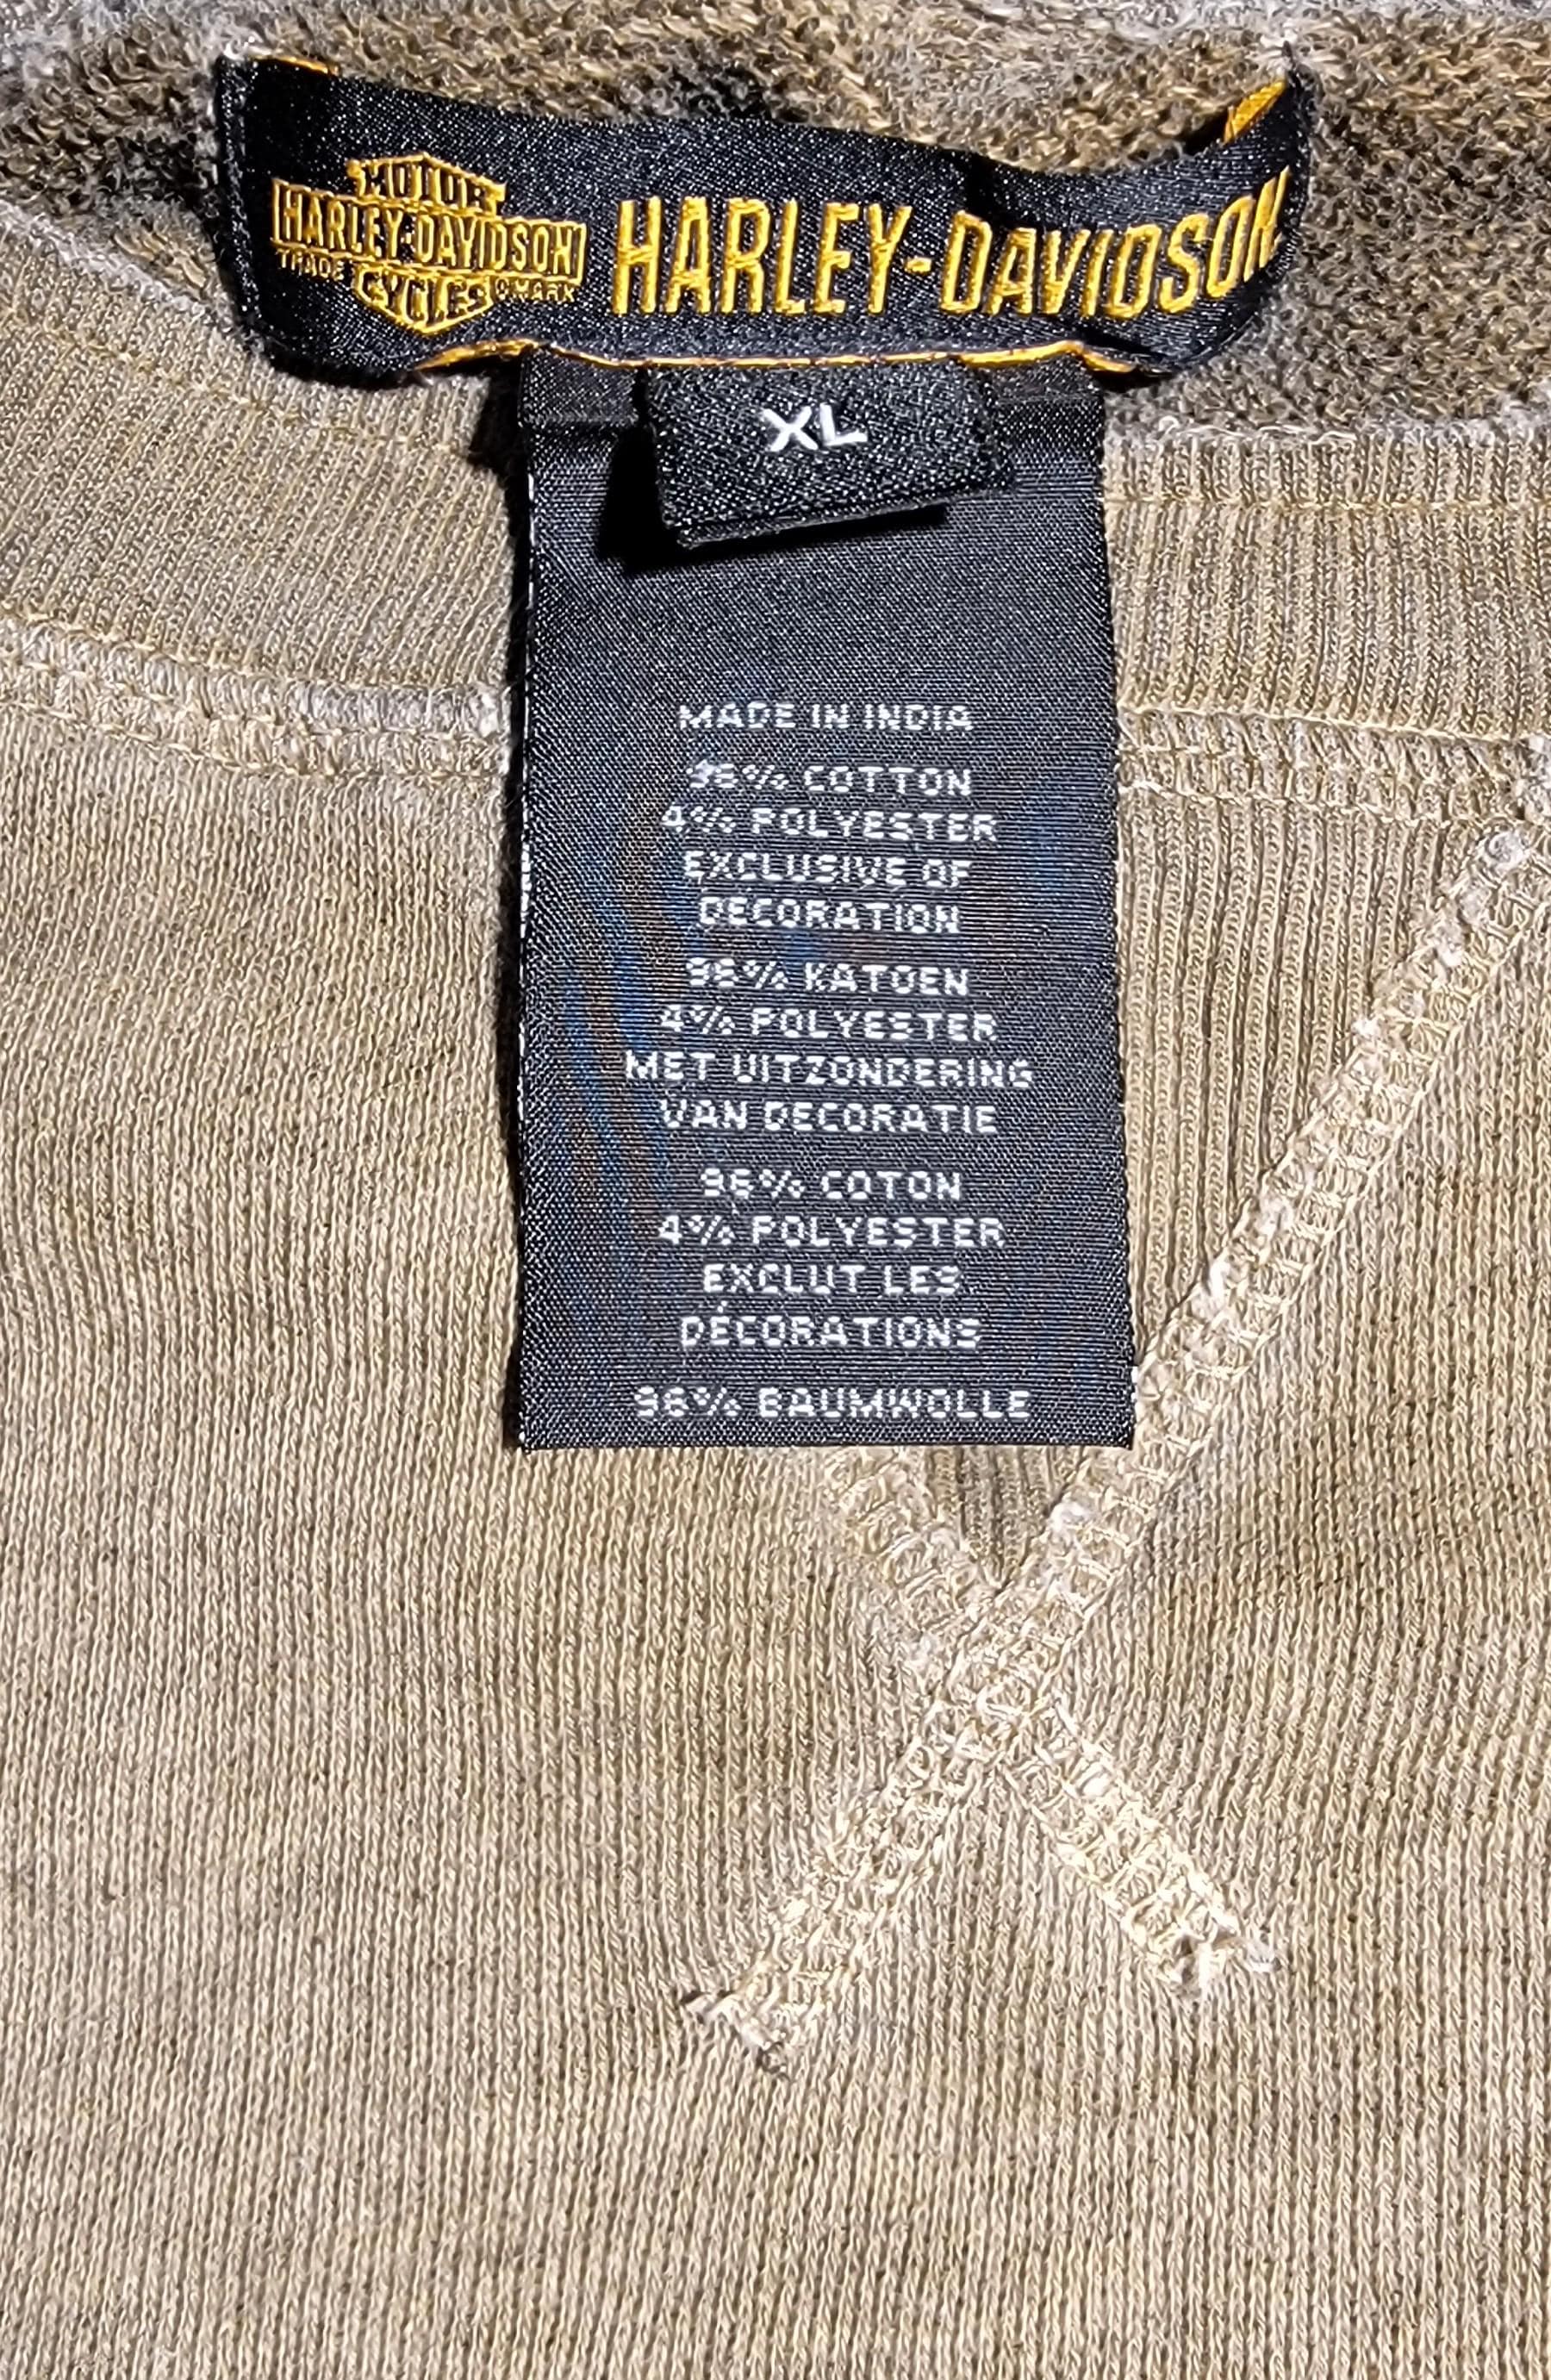 MOTOR
HARLEY-DAVIDSON
TRADE MARK
CYCLES
HARLEY-DAVIDSON
XL
MADE IN INDIA
96% COTTON
4% POLYESTER
EXCLUSIVE OF
DECORATION
96% KATOEN
4% POLYESTER
MET UITZONDERING
VAN DECORATIE
96% COTON
4% POLYESTER
EXCLUT LES
DÉCORATIONS
96% BAUMWOLLE